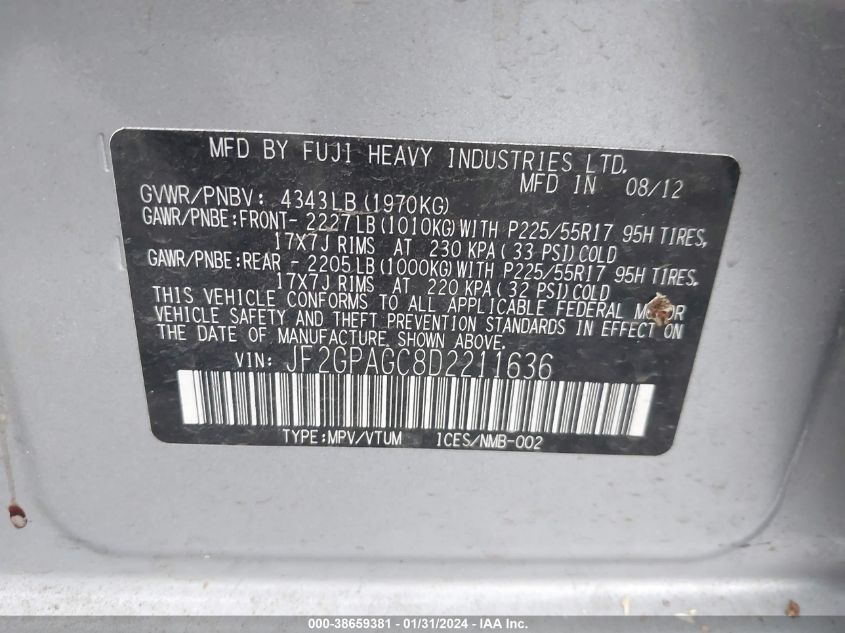 MFD BY FUJI HEAVY INDUSTRIES LTD.
MFD IN 08/12
GVWR/PNBV: 4343LB(1970KG)
GAWR/PNBE:FRONT- 2227LB(1010KG)WITH P225/55R17 95H TIRES,
17X7J RIMS AT 230 KPA( 33 PSI)COLD
GAWR/PNBE:REAR - 2205LB(1000KG)WITH P225/55R17 95H TIRES,
17X7J RIMS AT 220 KPA( 32 PSI)COLD
THIS VEHICLE CONFORMS TO ALL APPLICABLE FEDERAL MOTOR
VEHICLE SAFETY AND THEFT PREVENTION STANDARDS IN EFFECT ON
THE DATE OF MANUFACTURE SHOWN ABOVE.
VIN: JF2GPAGC8D2211636
TYPE:MPV/VTUM ICES/NMB-002
000-38659381 - 01/31/2024 - IAA Inc.